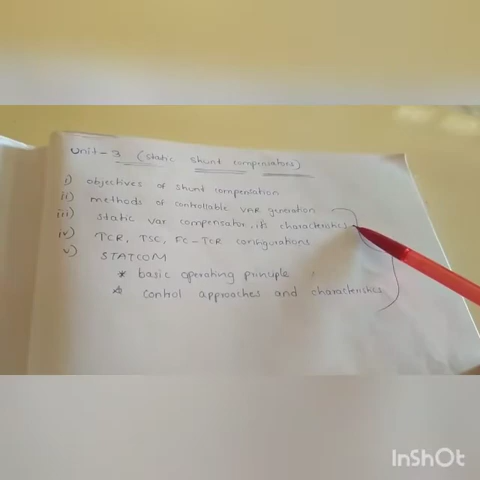 Unit-3 (static shunt compensators)
i) objectives of shunt compensation
ii) methods of controllable VAR generation
iii) static var compensator, its characteristics
iv) TCR, TSC, FC-TCR configurations
v) STATCOM
* basic operating principle
* control approaches and characteristics
InShOt